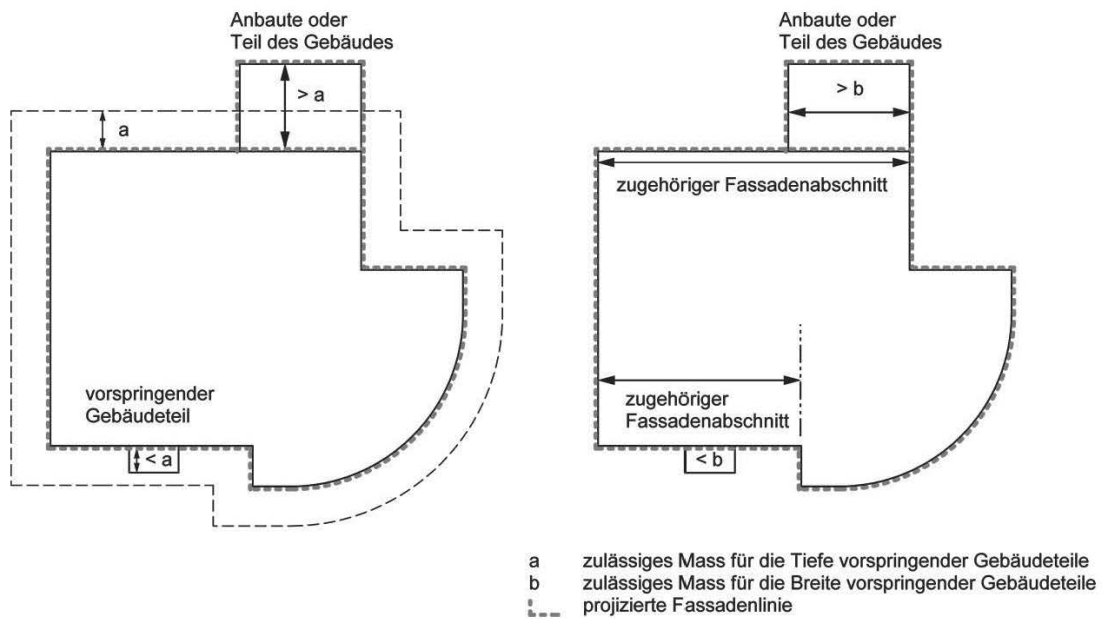 Anbaute oder
Teil des Gebäudes
> a
a
vorspringender
Gebäudeteil
< a
Anbaute oder
Teil des Gebäudes
> b
zugehöriger Fassadenabschnitt
zugehöriger
Fassadenabschnitt
< b
a zulässiges Mass für die Tiefe vorspringender Gebäudeteile
b zulässiges Mass für die Breite vorspringender Gebäudeteile
projizierte Fassadenlinie